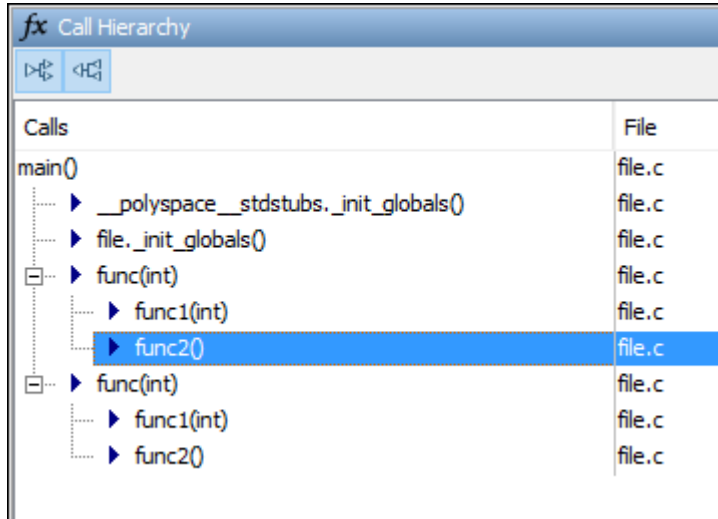 fx Call Hierarchy
Calls File
main() file.c
__polyspace__stdstubs._init_globals() file.c
file._init_globals() file.c
func(int) file.c
func1(int) file.c
func2() file.c
func(int) file.c
func1(int) file.c
func2() file.c